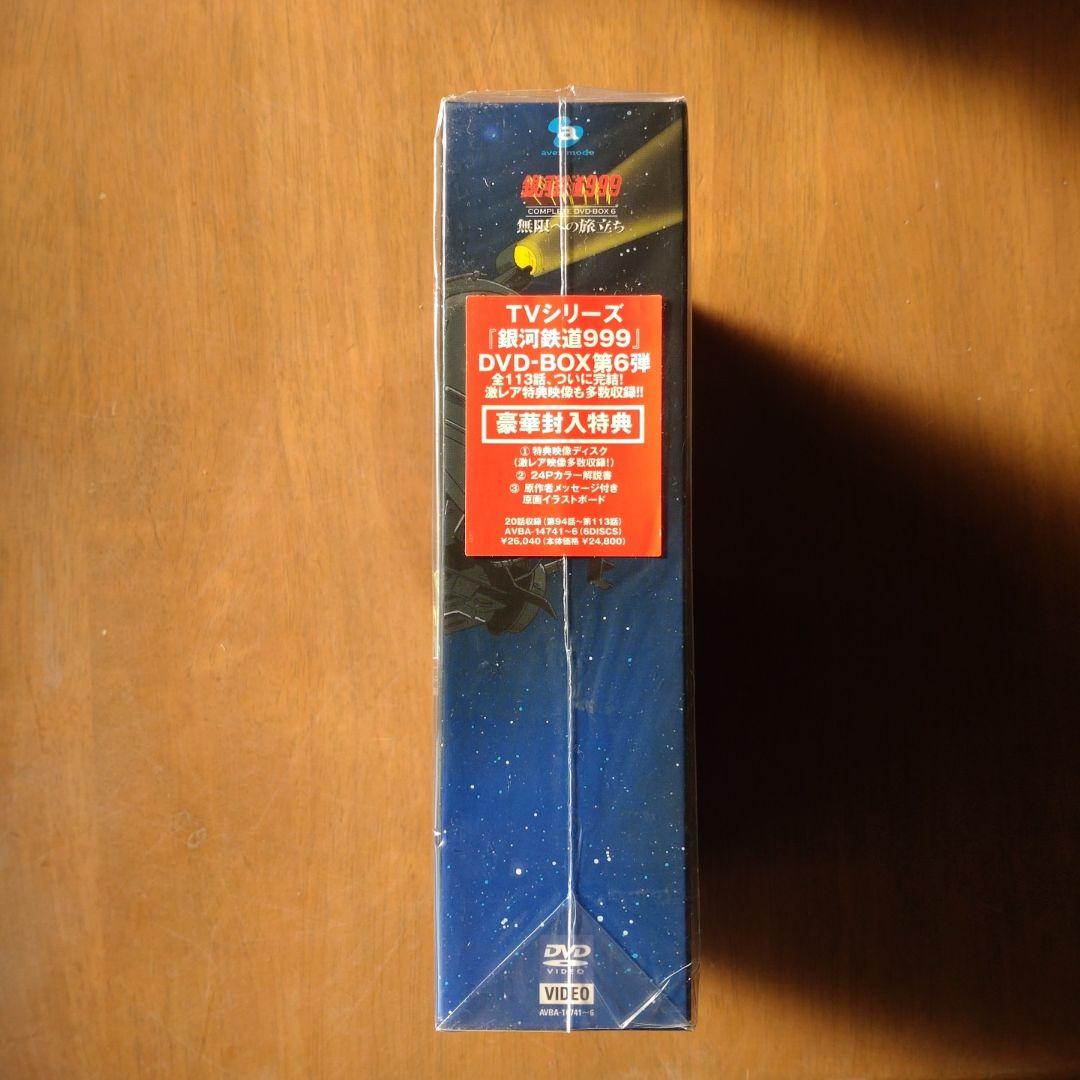 avex mode
銀河鉄道999
COMPLETE DVD-BOX 6
無限への旅立ち
TVシリーズ
『銀河鉄道999』
DVD-BOX第6弾
全113話、ついに完結!
激レア特典映像も多数収録!!
豪華封入特典
① 特典映像ディスク
(激レア映像多数収録!)
② 24Pカラー解説書
③ 原作者メッセージ付き
原画イラストボード
20話収録(第94話~第113話)
AVBA-14741~6(6DISCS)
¥26,040(本体価格 ¥24,800)
DVD
VIDEO
VIDEO
AVBA-14741~6